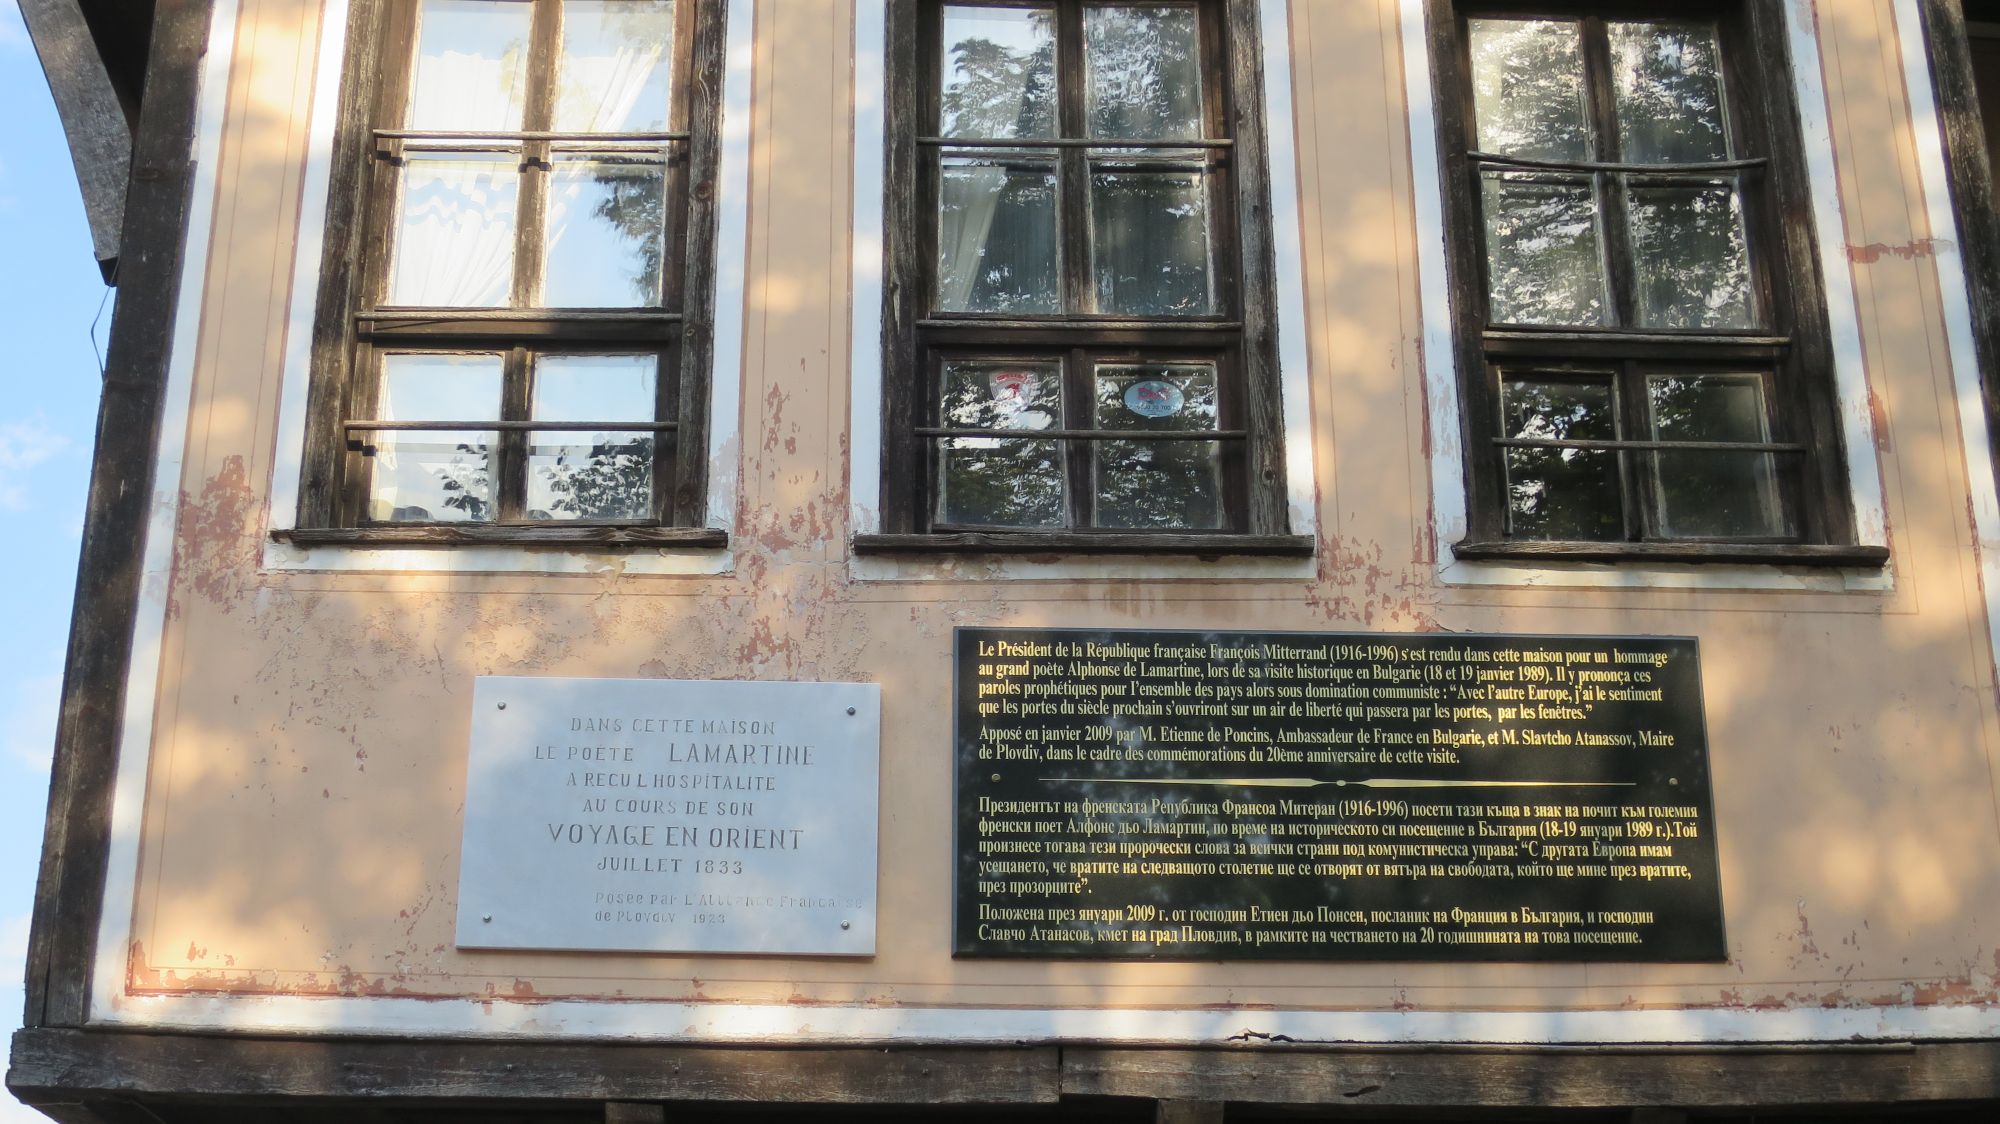 DANS CETTE MAISON
LE POÈTE LAMARTINE
A RECU L HOSPITALITE
AU COURS DE SON
VOYAGE EN ORIENT
JUILLET 1833
Posée par L'Alliance Francaise
de Plovdiv 1923
Le Président de la République française François Mitterrand (1916-1996) s'est rendu dans cette maison pour un hommage
au grand poète Alphonse de Lamartine, lors de sa visite historique en Bulgarie (18 et 19 janvier 1989). Il y prononça ces
paroles prophétiques pour l'ensemble des pays alors sous domination communiste : “Avec l'autre Europe, j'ai le sentiment
que les portes du siècle prochain s'ouvriront sur un air de liberté qui passera par les portes, par les fenêtres.”
Apposé en janvier 2009 par M. Etienne de Poncins, Ambassadeur de France en Bulgarie, et M. Slavtcho Atanassov, Maire
de Plovdiv, dans le cadre des commémorations du 20ème anniversaire de cette visite.
Президентът на френската Република Франсоа Митеран (1916-1996) посети тази къща в знак на почит към големия
френски поет Алфонс дьо Ламартин, по време на историческото си посещение в България (18-19 януари 1989 г.).Той
произнесе тогава тези пророчески слова за всички страни под комунистическа управа: “С другата Европа имам
усещането, че вратите на следващото столетие ще се отворят от вятъра на свободата, който ще мине през вратите,
през прозорците”.
Положена през януари 2009 г. от господин Етиен дьо Понсен, посланик на Франция в България, и господин
Славчо Атанасов, кмет на град Пловдив, в рамките на честването на 20 годишнината на това посещение.